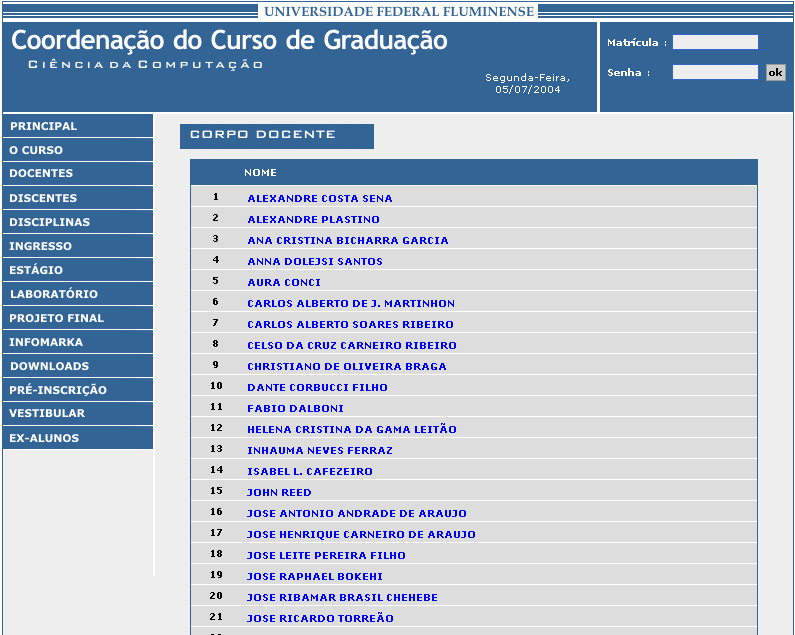 UNIVERSIDADE FEDERAL FLUMINENSE
Coordenação do Curso de Graduação
CIÊNCIA DA COMPUTAÇÃO
Segunda-Feira,
05/07/2004
Matrícula :
Senha :
ok
PRINCIPAL
O CURSO
DOCENTES
DISCENTES
DISCIPLINAS
INGRESSO
ESTÁGIO
LABORATÓRIO
PROJETO FINAL
INFOMARKA
DOWNLOADS
PRÉ-INSCRIÇÃO
VESTIBULAR
EX-ALUNOS
CORPO DOCENTE
NOME
1 ALEXANDRE COSTA SENA
2 ALEXANDRE PLASTINO
3 ANA CRISTINA BICHARRA GARCIA
4 ANNA DOLEJSI SANTOS
5 AURA CONCI
6 CARLOS ALBERTO DE J. MARTINHON
7 CARLOS ALBERTO SOARES RIBEIRO
8 CELSO DA CRUZ CARNEIRO RIBEIRO
9 CHRISTIANO DE OLIVEIRA BRAGA
10 DANTE CORBUCCI FILHO
11 FABIO DALBONI
12 HELENA CRISTINA DA GAMA LEITÃO
13 INHAUMA NEVES FERRAZ
14 ISABEL L. CAFEZEIRO
15 JOHN REED
16 JOSE ANTONIO ANDRADE DE ARAUJO
17 JOSE HENRIQUE CARNEIRO DE ARAUJO
18 JOSE LEITE PEREIRA FILHO
19 JOSE RAPHAEL BOKEHI
20 JOSE RIBAMAR BRASIL CHEHEBE
21 JOSE RICARDO TORREÃO